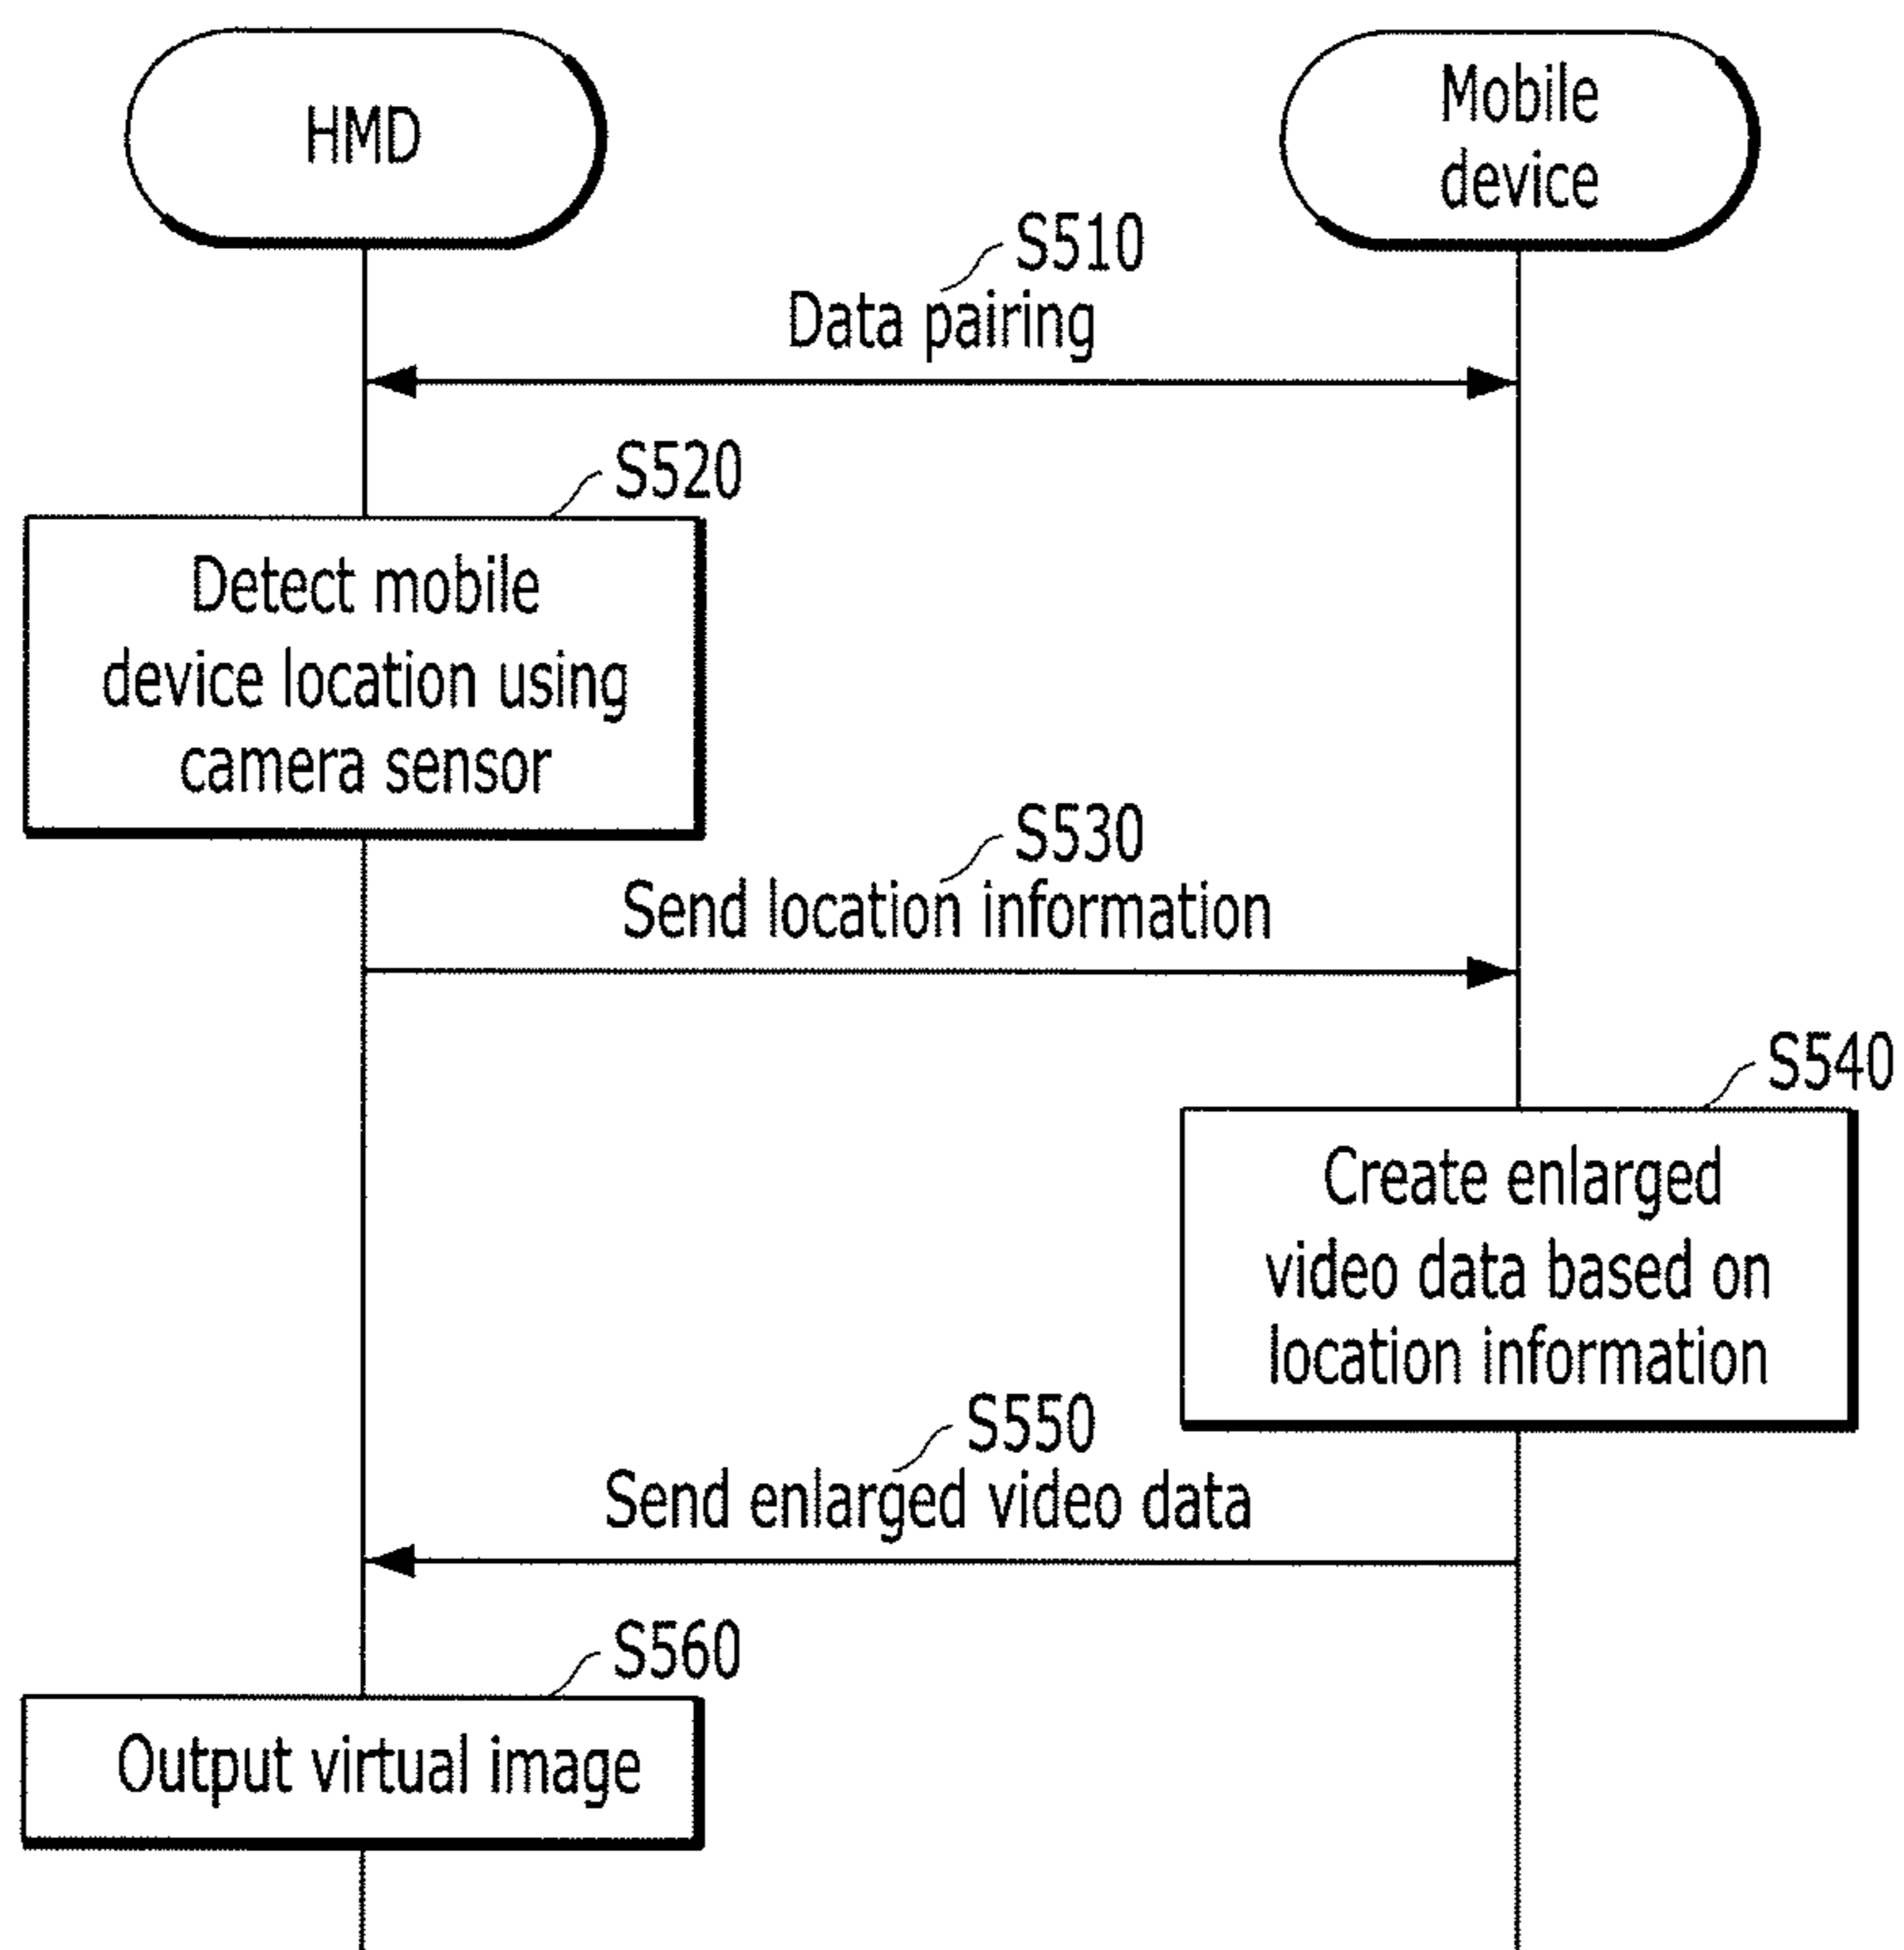 HMD
Mobile
device
S510
Data pairing
S520
Detect mobile
device location using
camera sensor
S530
Send location information
S540
Create enlarged
video data based on
location information
S550
Send enlarged video data
S560
Output virtual image